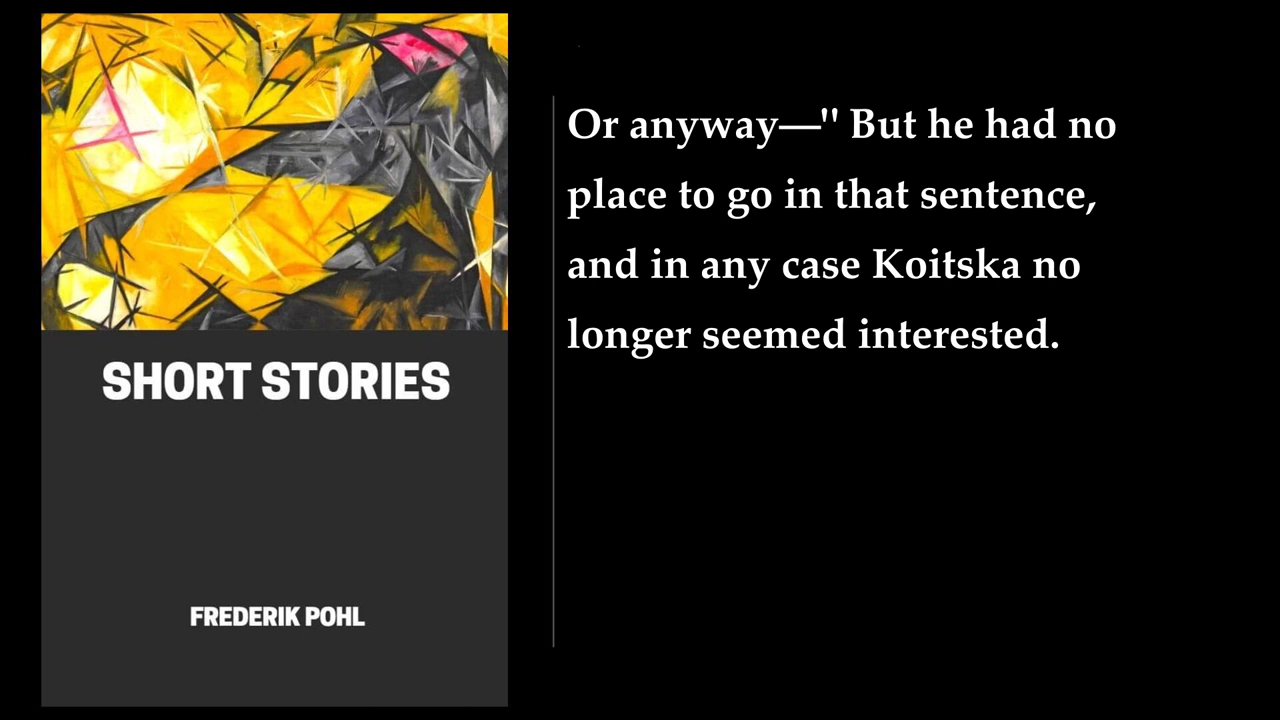 SHORT STORIES
FREDERIK POHL
Or anyway—" But he had no
place to go in that sentence,
and in any case Koitska no
longer seemed interested.